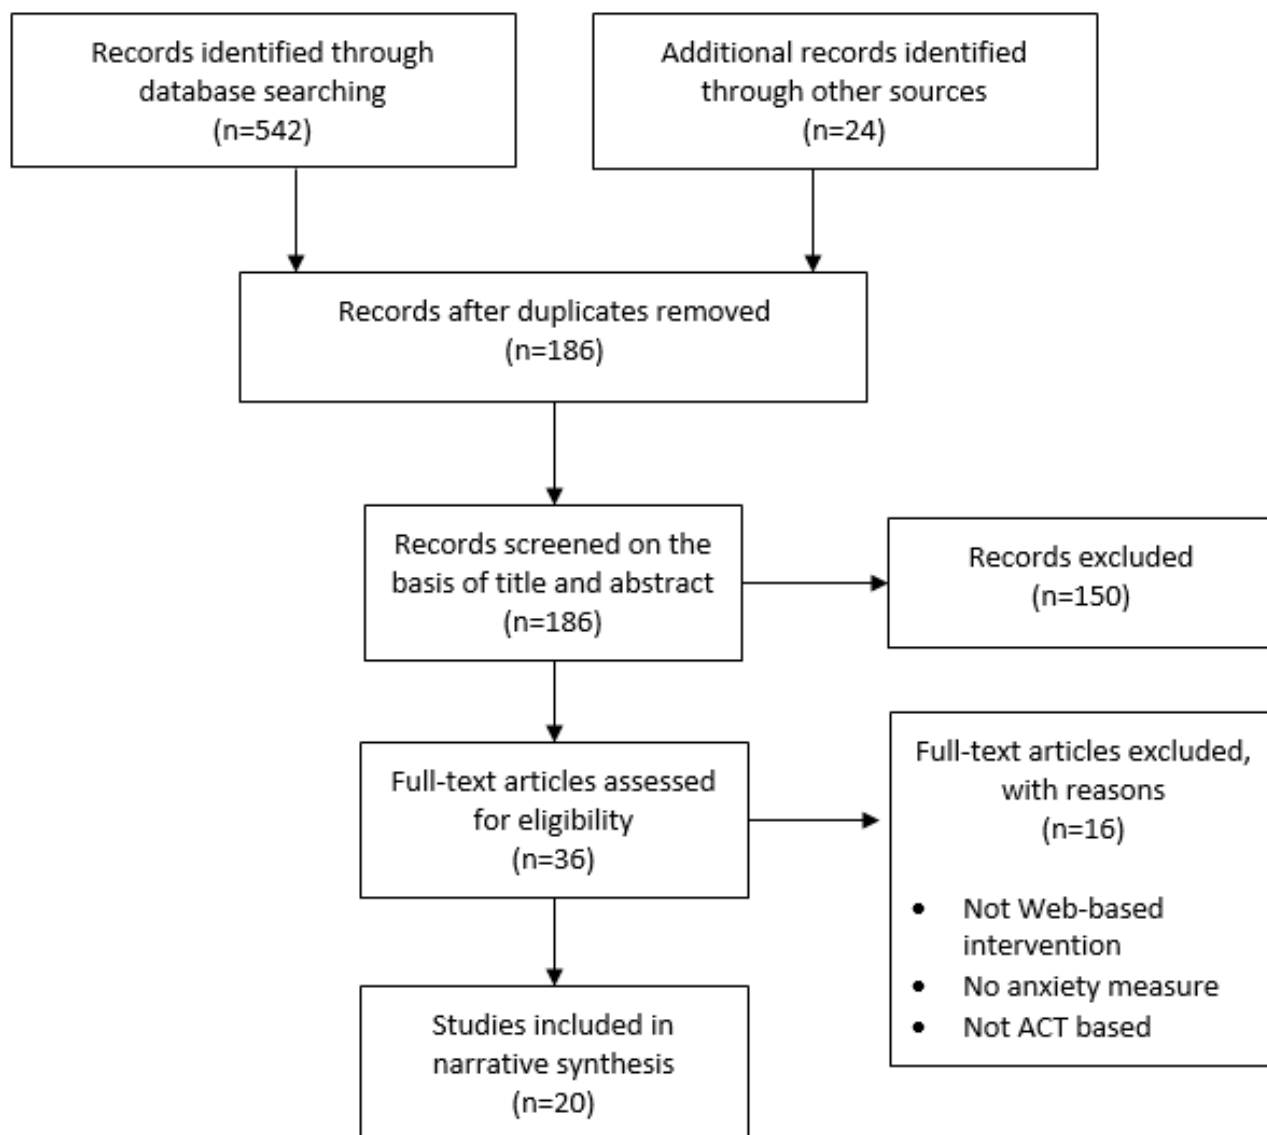 Records identified through
database searching
(n=542)
Additional records identified
through other sources
(n=24)
Records after duplicates removed
(n=186)
Records screened on the
basis of title and abstract
(n=186)
Records excluded
(n=150)
Full-text articles assessed
for eligibility
(n=36)
Full-text articles excluded,
with reasons
(n=16)
• Not Web-based
intervention
• No anxiety measure
• Not ACT based
Studies included in
narrative synthesis
(n=20)